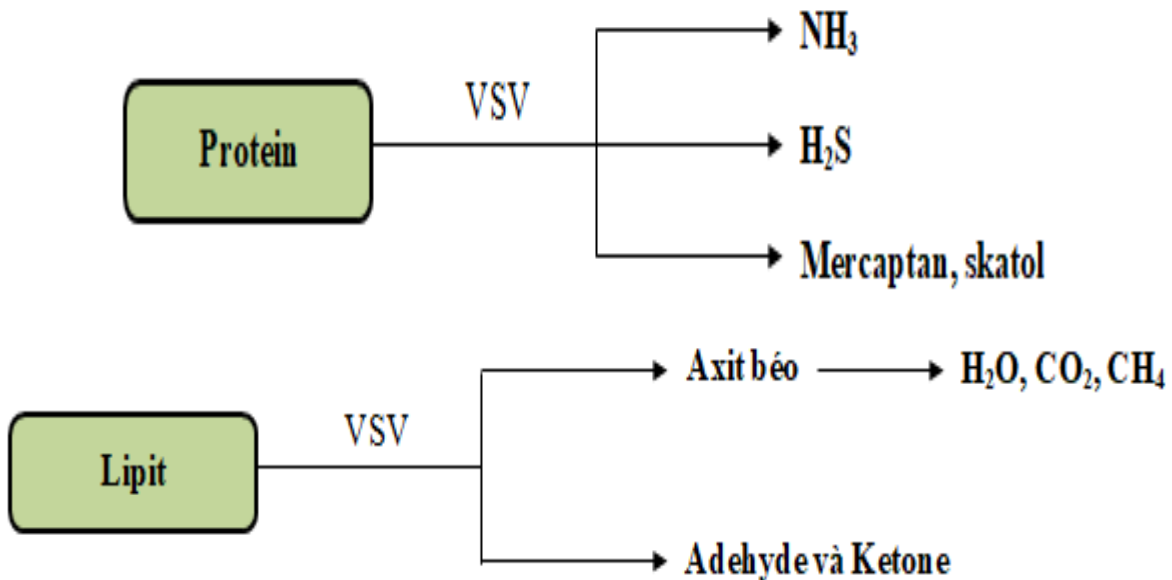 NH₃
VSV
Protein
H₂S
Mercaptan, skatol
Axit béo
H₂O, CO₂, CH₄
VSV
Lipit
Adehyde và Ketone